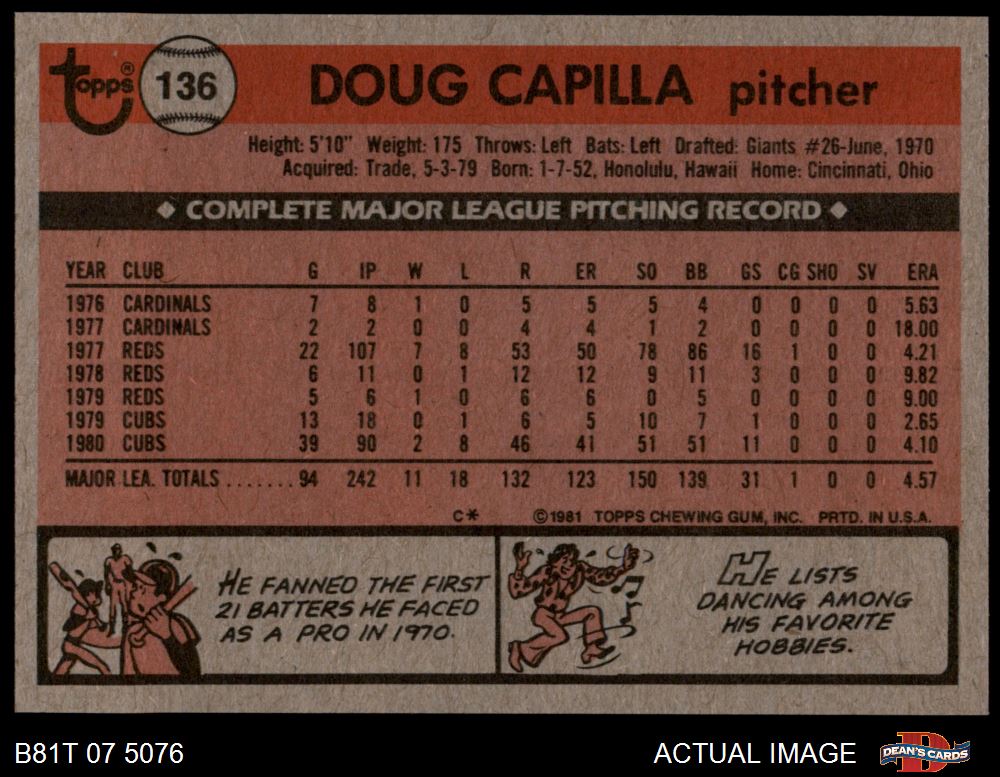 Topps® 136 DOUG CAPILLA pitcher
Height: 5'10" Weight: 175 Throws: Left Bats: Left Drafted: Giants #26-June, 1970
Acquired: Trade, 5-3-79 Born: 1-7-52, Honolulu, Hawaii Home: Cincinnati, Ohio
◆ COMPLETE MAJOR LEAGUE PITCHING RECORD ◆
YEAR CLUB G IP W L R ER SO BB GS CG SHO SV ERA
1976 CARDINALS 7 8 1 0 5 5 5 4 0 0 0 0 5.63
1977 CARDINALS 2 2 0 0 4 4 1 2 0 0 0 0 18.00
1977 REDS 22 107 7 8 53 50 78 86 16 1 0 0 4.21
1978 REDS 6 11 0 1 12 12 9 11 3 0 0 0 9.82
1979 REDS 5 6 1 0 6 6 0 5 0 0 0 0 9.00
1979 CUBS 13 18 0 1 6 5 10 7 1 0 0 0 2.65
1980 CUBS 39 90 2 8 46 41 51 51 11 0 0 0 4.10
MAJOR LEA. TOTALS ....... 94 242 11 18 132 123 150 139 31 1 0 0 4.57
C* ©1981 TOPPS CHEWING GUM, INC. PRTD. IN U.S.A.
HE FANNED THE FIRST
21 BATTERS HE FACED
AS A PRO IN 1970.
HE LISTS
DANCING AMONG
HIS FAVORITE
HOBBIES.
B81T 07 5076 ACTUAL IMAGE DEAN'S CARDS